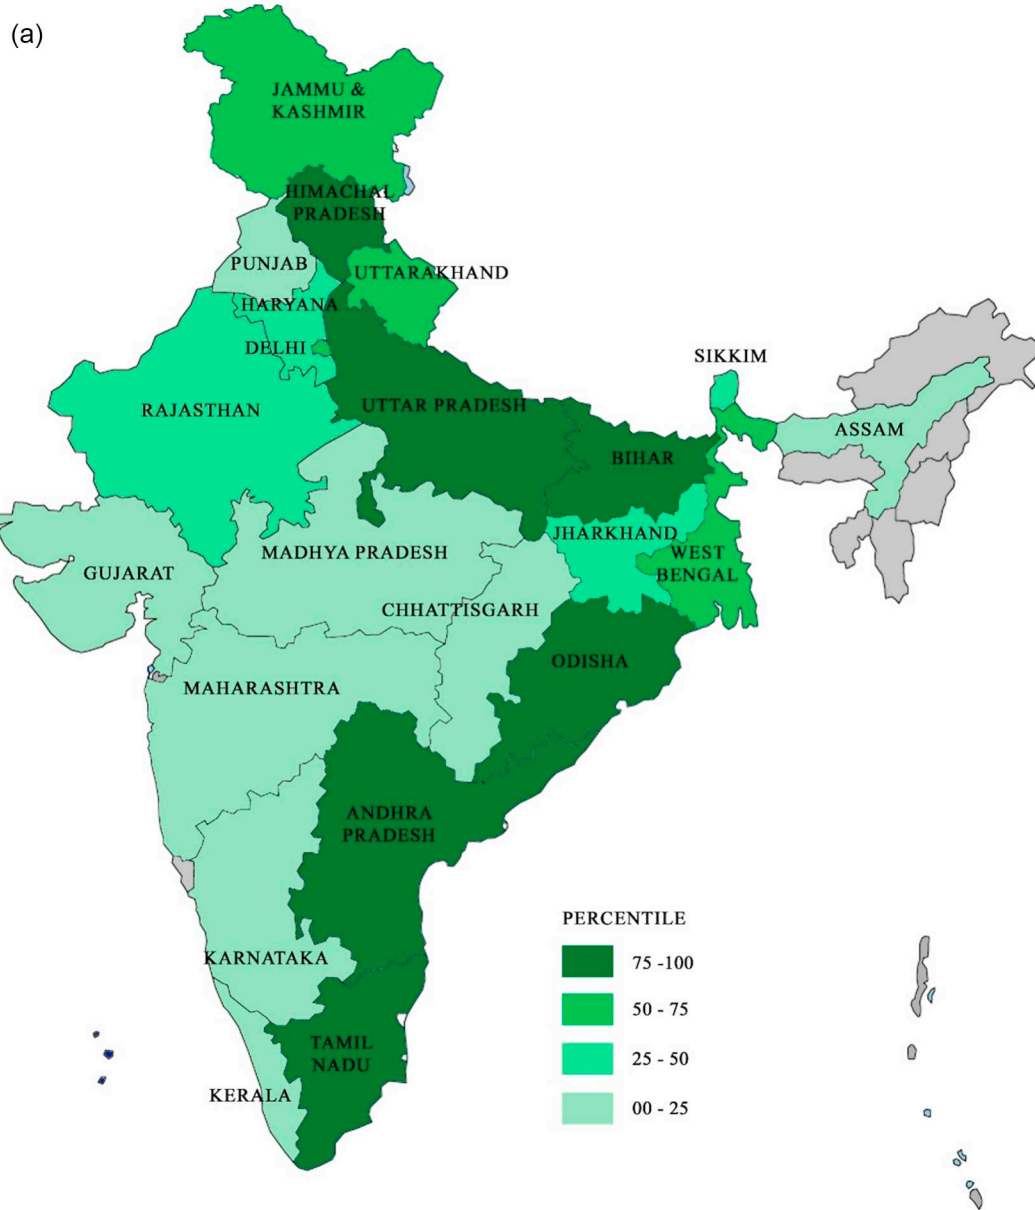 (a)
JAMMU &
KASHMIR
HIMACHAL
PRADESH
PUNJAB
UTTARAKHAND
HARYANA
DELHI
SIKKIM
RAJASTHAN
UTTAR PRADESH
ASSAM
BIHAR
JHARKHAND
MADHYA PRADESH
WEST
BENGAL
GUJARAT
CHHATTISGARH
ODISHA
MAHARASHTRA
ANDHRA
PRADESH
KARNATAKA
TAMIL
NADU
KERALA
PERCENTILE
75 -100
50 - 75
25 - 50
00 - 25